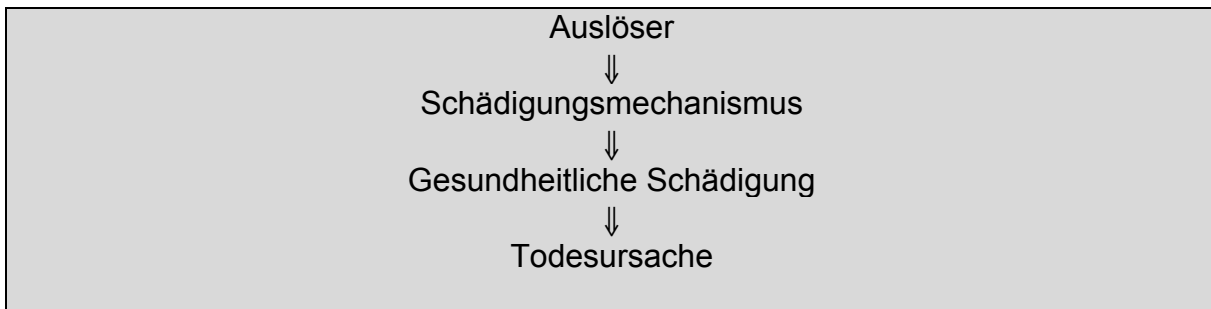 Auslöser
⇓
Schädigungsmechanismus
⇓
Gesundheitliche Schädigung
⇓
Todesursache